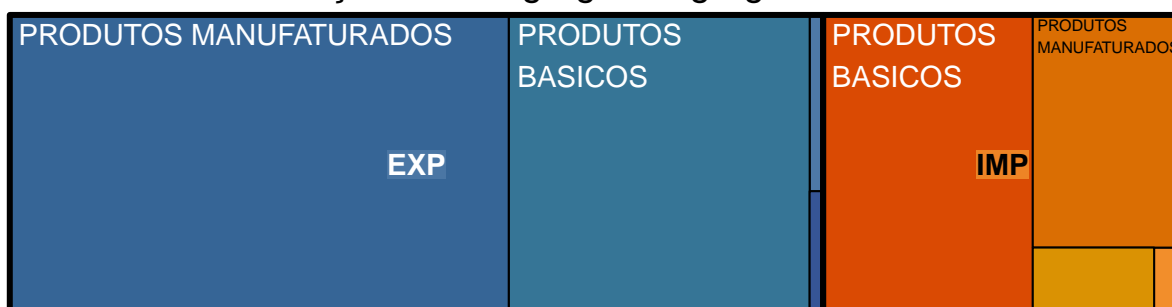 PRODUTOS MANUFATURADOS
EXP
PRODUTOS
BASICOS
PRODUTOS
BASICOS
IMP
PRODUTOS
MANUFATURADOS